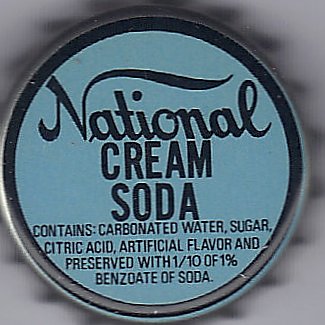 National
CREAM
SODA
CONTAINS: CARBONATED WATER, SUGAR,
CITRIC ACID, ARTIFICIAL FLAVOR AND
PRESERVED WITH 1/10 OF 1%
BENZOATE OF SODA.